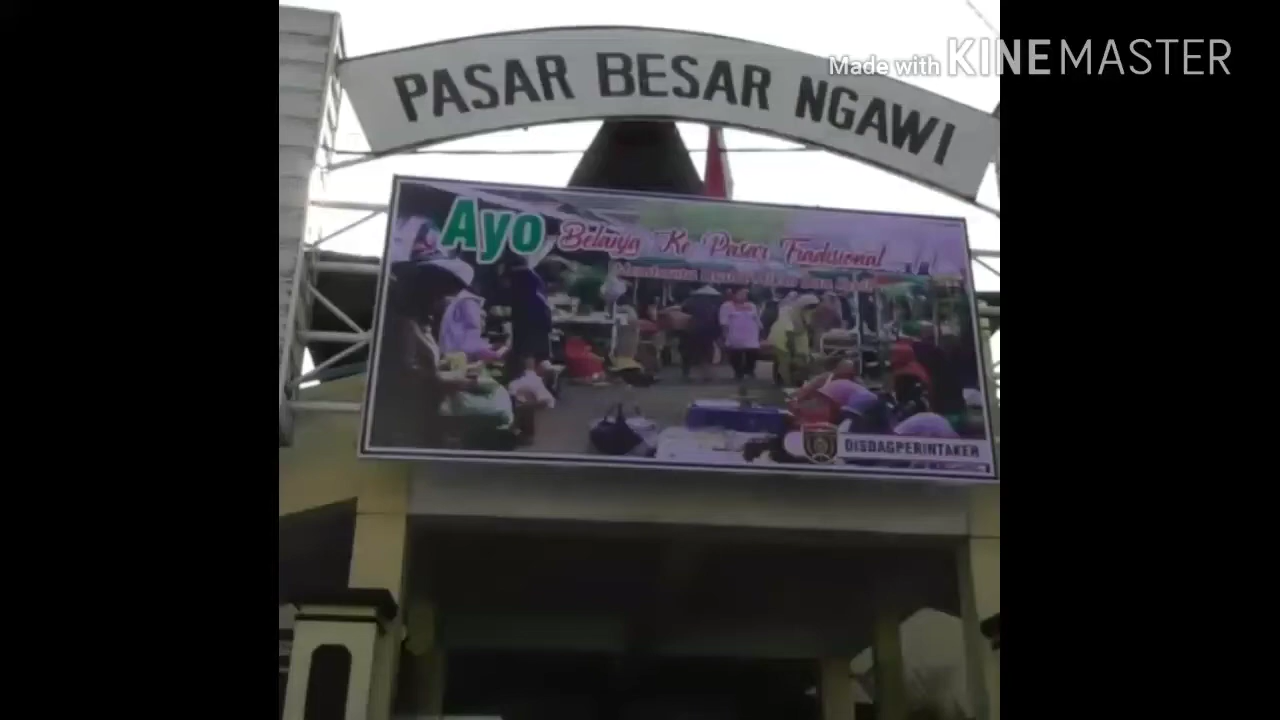 Made with KINEMASTER
PASAR BESAR NGAWI
Ayo Belanja Ke Pasar Tradisional
DISDAGPERINTAKER